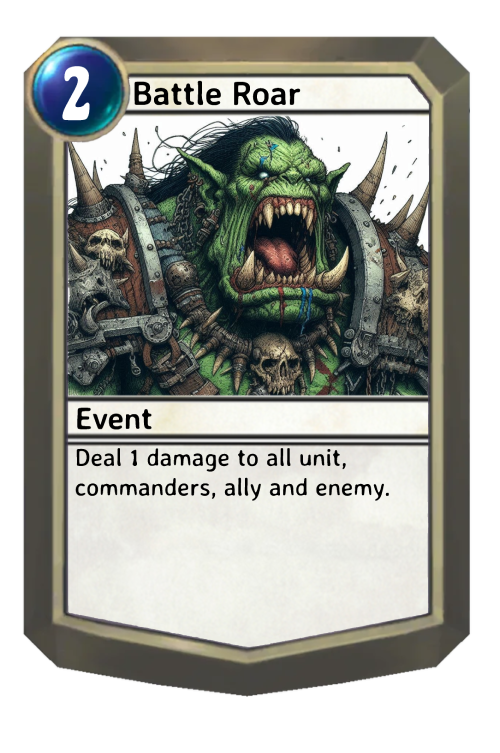 2
Battle Roar
Event
Deal 1 damage to all unit,
commanders, ally and enemy.